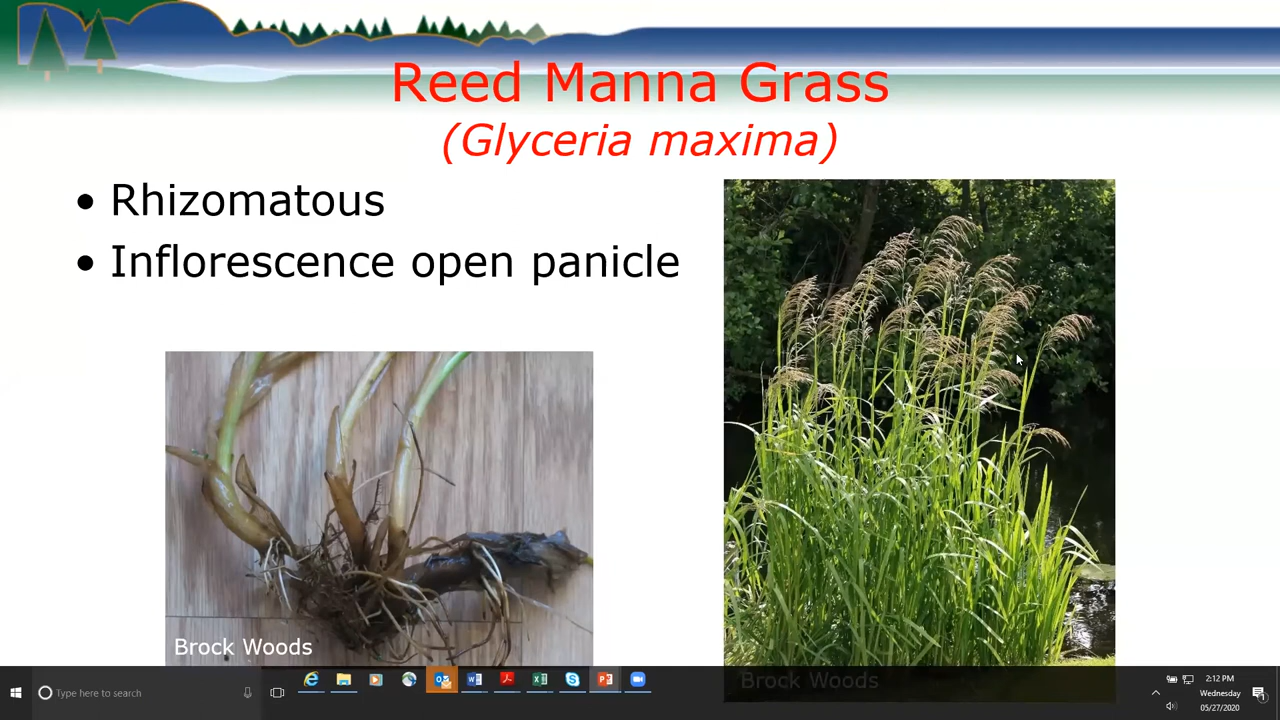 Reed Manna Grass
(Glyceria maxima)
• Rhizomatous
• Inflorescence open panicle
Brock Woods
Brock Woods
Type here to search
2:12 PM
Wednesday
05/27/2020